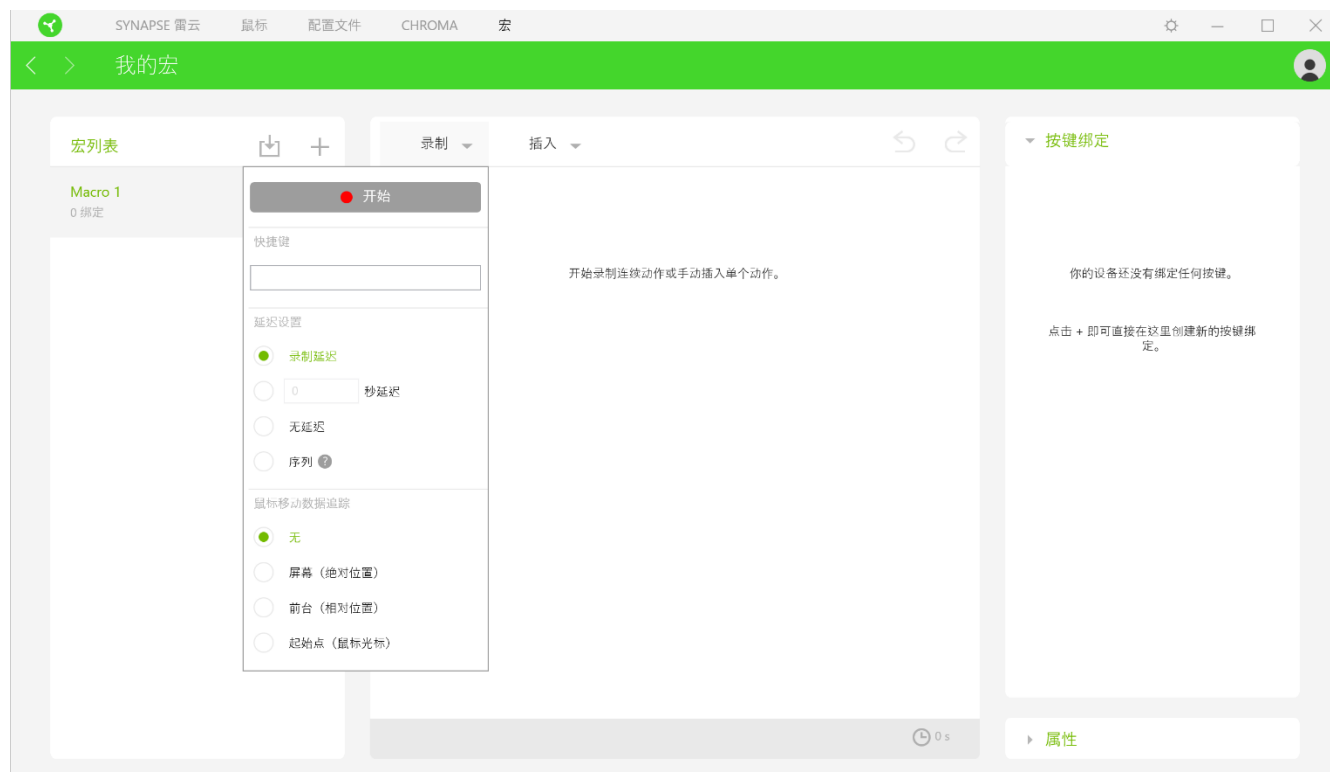 SYNAPSE 雷云 鼠标 配置文件 CHROMA 宏
我的宏
宏列表
Macro 1
0 绑定
录制 插入
开始
快捷键
延迟设置
录制延迟
0 秒延迟
无延迟
序列 ?
鼠标移动数据追踪
无
屏幕（绝对位置）
前台（相对位置）
起始点（鼠标光标）
开始录制连续动作或手动插入单个动作。
0 s
按键绑定
你的设备还没有绑定任何按键。
点击 + 即可直接在这里创建新的按键绑
定。
属性